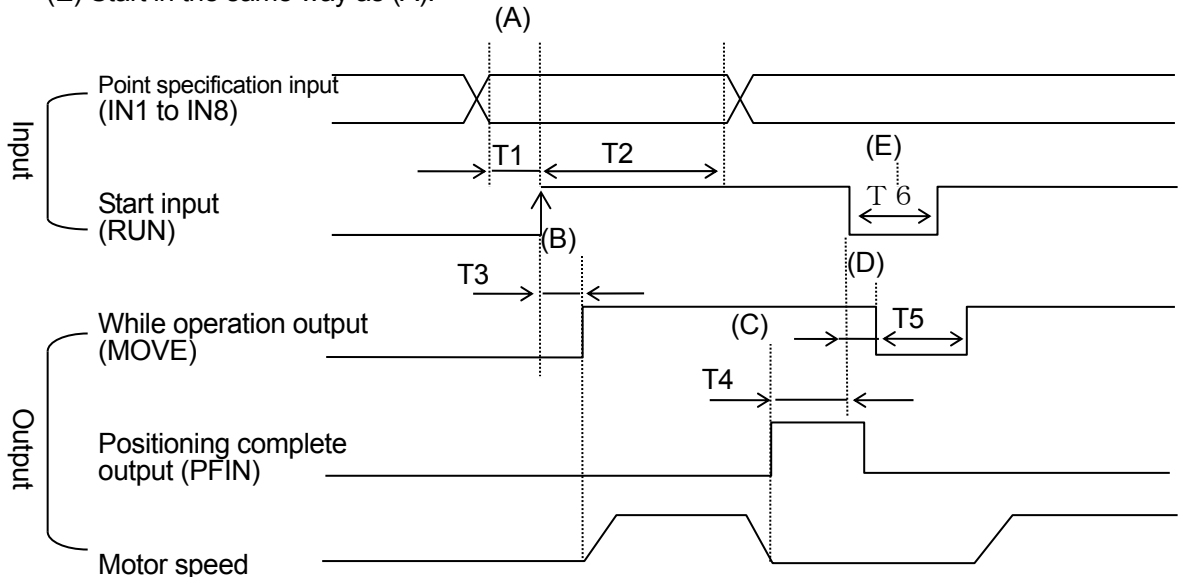 (E) Start in the same way as (A).
(A)
Point specification input
(IN1 to IN8)
Input
T1
T2
(E)
T 6
Start input
(RUN)
(B)
(D)
T3
While operation output
(MOVE)
(C)
T5
T4
Output
Positioning complete
output (PFIN)
Motor speed